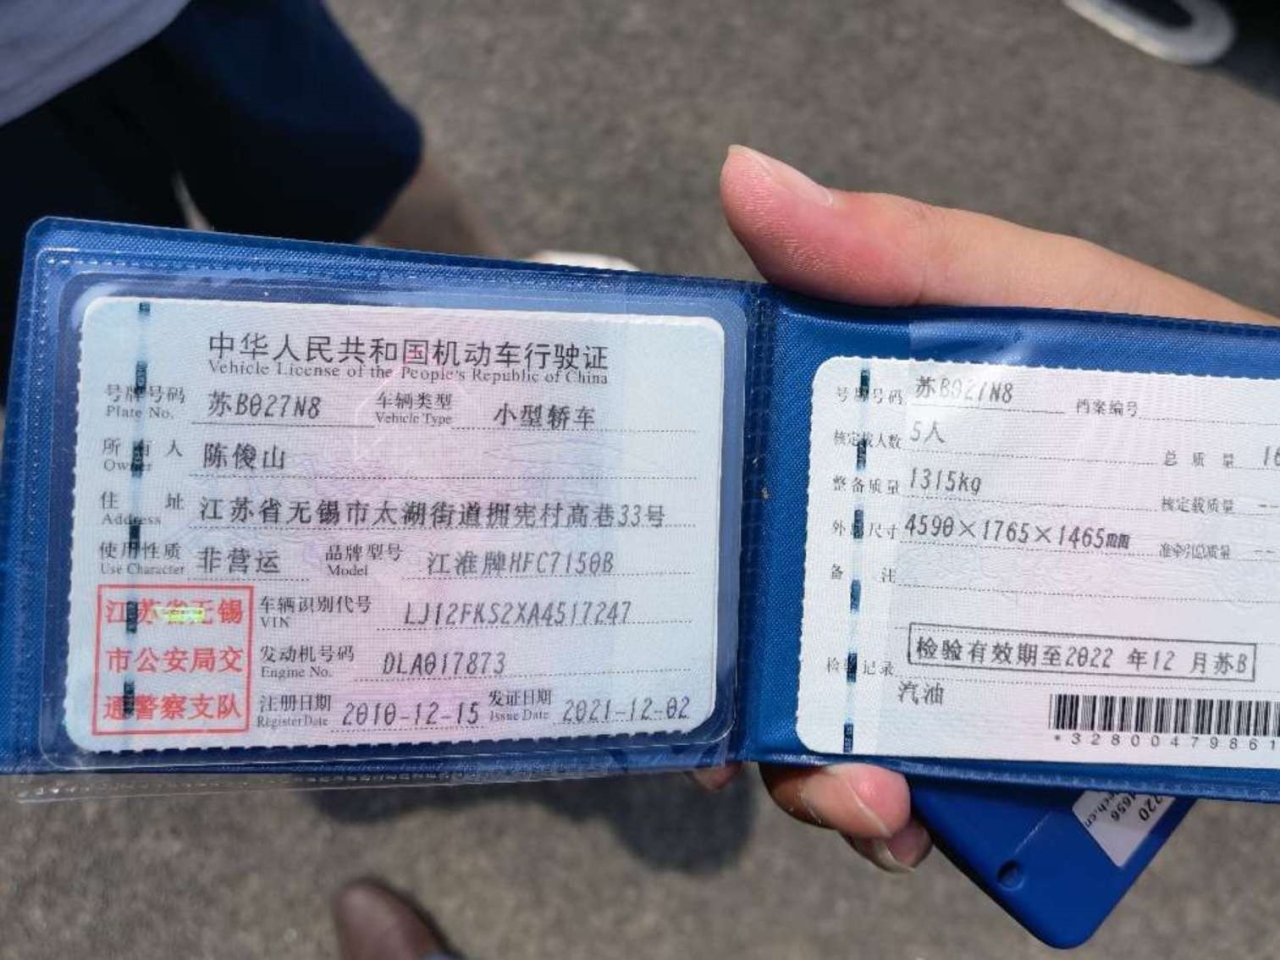 中华人民共和国机动车行驶证
Vehicle License of the People's Republic of China
号牌号码 苏B027N8 车辆类型 小型轿车
Plate No. Vehicle Type
所有人 陈俊山
Owner
住址 江苏省无锡市太湖街道拥宪村高巷33号
Address
使用性质 非营运 品牌型号 江淮牌HFC7150B
Use Character Model
江苏省无锡
市公安局交
通警察支队
车辆识别代号 LJ12FKS2XA4517247
VIN
发动机号码 DLA017873
Engine No.
注册日期 2010-12-15 发证日期 2021-12-02
Register Date Issue Date
号牌号码 苏B027N8 档案编号
核定载人数 5人 总质量
整备质量 1315kg 核定载质量 --
外廓尺寸 4590×1765×1465mm 准牵引总质量 --
备注
检验有效期至2022年12月苏B
检验记录
汽油
*32800479861